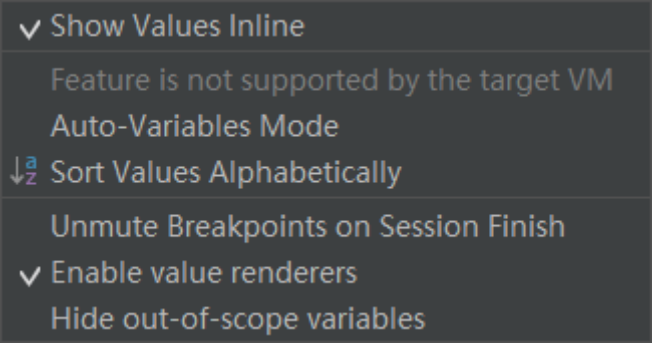 Show Values Inline
Feature is not supported by the target VM
Auto-Variables Mode
Sort Values Alphabetically
Unmute Breakpoints on Session Finish
Enable value renderers
Hide out-of-scope variables